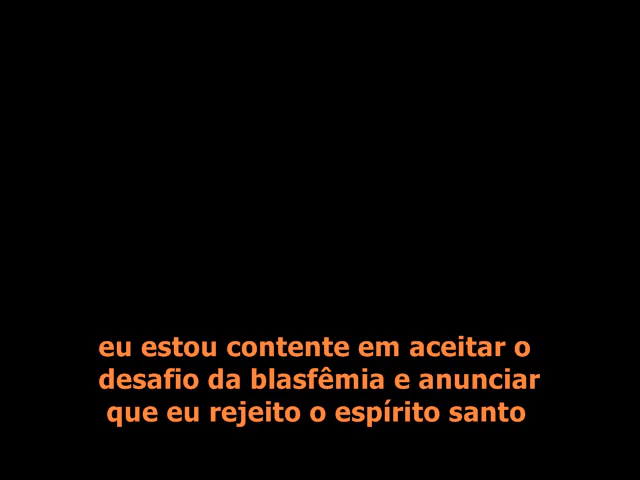 eu estou contente em aceitar o
desafio da blasfêmia e anunciar
que eu rejeito o espírito santo